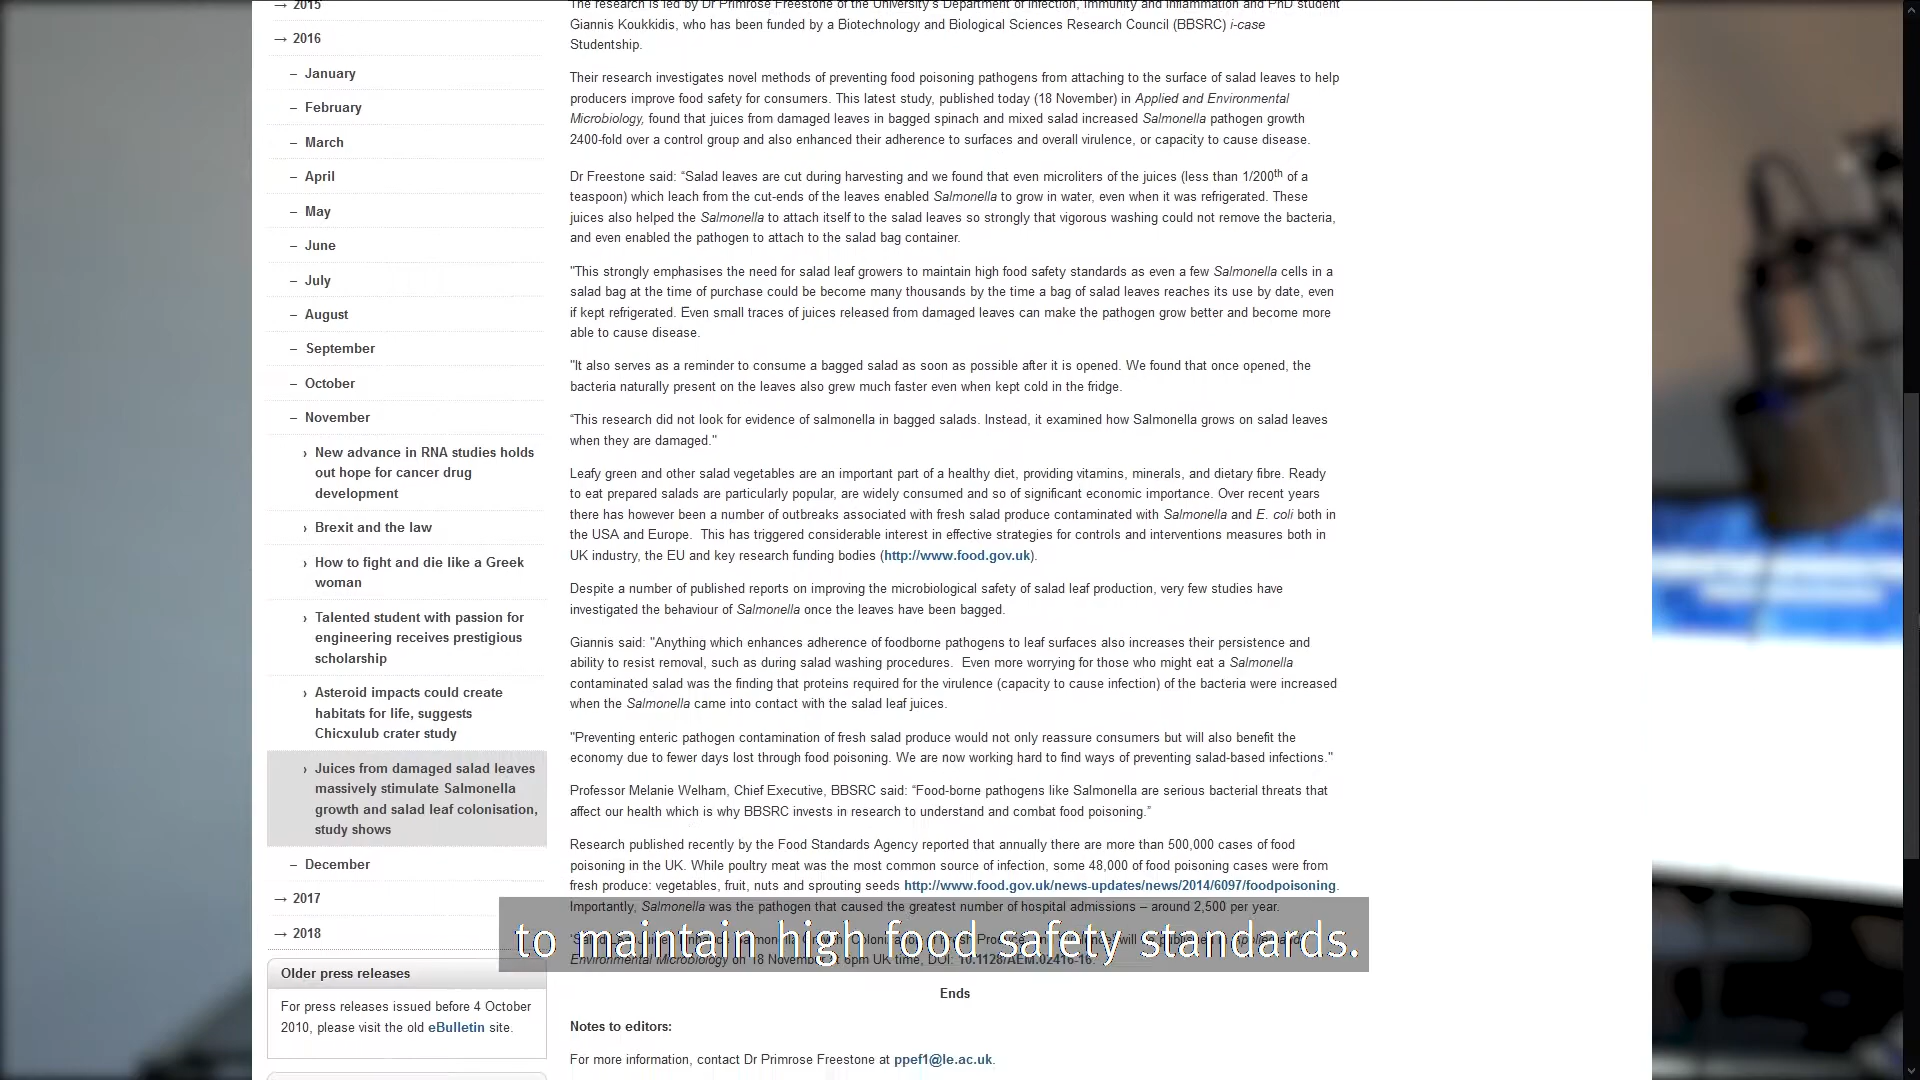 2015
→ 2016
– January
– February
– March
– April
– May
– June
– July
– August
– September
– October
– November
› New advance in RNA studies holds
out hope for cancer drug
development
› Brexit and the law
› How to fight and die like a Greek
woman
› Talented student with passion for
engineering receives prestigious
scholarship
› Asteroid impacts could create
habitats for life, suggests
Chicxulub crater study
› Juices from damaged salad leaves
massively stimulate Salmonella
growth and salad leaf colonisation,
study shows
– December
→ 2017
→ 2018
Older press releases
For press releases issued before 4 October
2010, please visit the old eBulletin site.
The research is led by Dr Primrose Freestone of the University's Department of Infection, Immunity and Inflammation and PhD student
Giannis Koukkidis, who has been funded by a Biotechnology and Biological Sciences Research Council (BBSRC) i-case
Studentship.
Their research investigates novel methods of preventing food poisoning pathogens from attaching to the surface of salad leaves to help
producers improve food safety for consumers. This latest study, published today (18 November) in Applied and Environmental
Microbiology, found that juices from damaged leaves in bagged spinach and mixed salad increased Salmonella pathogen growth
2400-fold over a control group and also enhanced their adherence to surfaces and overall virulence, or capacity to cause disease.
Dr Freestone said: “Salad leaves are cut during harvesting and we found that even microliters of the juices (less than 1/200th of a
teaspoon) which leach from the cut-ends of the leaves enabled Salmonella to grow in water, even when it was refrigerated. These
juices also helped the Salmonella to attach itself to the salad leaves so strongly that vigorous washing could not remove the bacteria,
and even enabled the pathogen to attach to the salad bag container.
"This strongly emphasises the need for salad leaf growers to maintain high food safety standards as even a few Salmonella cells in a
salad bag at the time of purchase could be become many thousands by the time a bag of salad leaves reaches its use by date, even
if kept refrigerated. Even small traces of juices released from damaged leaves can make the pathogen grow better and become more
able to cause disease.
"It also serves as a reminder to consume a bagged salad as soon as possible after it is opened. We found that once opened, the
bacteria naturally present on the leaves also grew much faster even when kept cold in the fridge.
“This research did not look for evidence of salmonella in bagged salads. Instead, it examined how Salmonella grows on salad leaves
when they are damaged."
Leafy green and other salad vegetables are an important part of a healthy diet, providing vitamins, minerals, and dietary fibre. Ready
to eat prepared salads are particularly popular, are widely consumed and so of significant economic importance. Over recent years
there has however been a number of outbreaks associated with fresh salad produce contaminated with Salmonella and E. coli both in
the USA and Europe. This has triggered considerable interest in effective strategies for controls and interventions measures both in
UK industry, the EU and key research funding bodies (http://www.food.gov.uk).
Despite a number of published reports on improving the microbiological safety of salad leaf production, very few studies have
investigated the behaviour of Salmonella once the leaves have been bagged.
Giannis said: "Anything which enhances adherence of foodborne pathogens to leaf surfaces also increases their persistence and
ability to resist removal, such as during salad washing procedures. Even more worrying for those who might eat a Salmonella
contaminated salad was the finding that proteins required for the virulence (capacity to cause infection) of the bacteria were increased
when the Salmonella came into contact with the salad leaf juices.
"Preventing enteric pathogen contamination of fresh salad produce would not only reassure consumers but will also benefit the
economy due to fewer days lost through food poisoning. We are now working hard to find ways of preventing salad-based infections."
Professor Melanie Welham, Chief Executive, BBSRC said: “Food-borne pathogens like Salmonella are serious bacterial threats that
affect our health which is why BBSRC invests in research to understand and combat food poisoning.”
Research published recently by the Food Standards Agency reported that annually there are more than 500,000 cases of food
poisoning in the UK. While poultry meat was the most common source of infection, some 48,000 of food poisoning cases were from
fresh produce: vegetables, fruit, nuts and sprouting seeds http://www.food.gov.uk/news-updates/news/2014/6097/foodpoisoning.
Importantly, Salmonella was the pathogen that caused the greatest number of hospital admissions – around 2,500 per year.
to maintain high food safety standards.
Environmental Microbiology on 18 November 6pm UK time, DOI: 10.1128/AEM.02416-16.
Ends
Notes to editors:
For more information, contact Dr Primrose Freestone at ppef1@le.ac.uk.